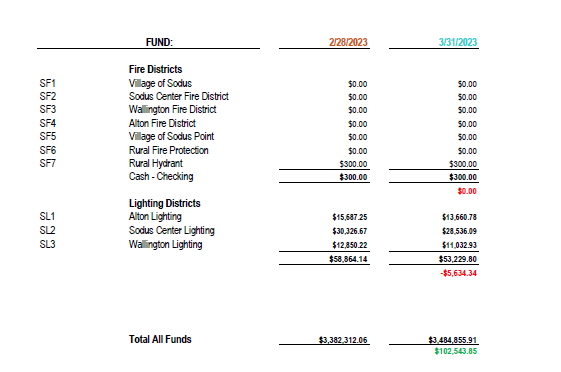 FUND: 2/28/2023 3/31/2023
Fire Districts
SF1 Village of Sodus $0.00 $0.00
SF2 Sodus Center Fire District $0.00 $0.00
SF3 Wallington Fire District $0.00 $0.00
SF4 Alton Fire District $0.00 $0.00
SF5 Village of Sodus Point $0.00 $0.00
SF6 Rural Fire Protection $0.00 $0.00
SF7 Rural Hydrant $300.00 $300.00
Cash - Checking $300.00 $300.00
$0.00
Lighting Districts
SL1 Alton Lighting $15,687.25 $13,660.78
SL2 Sodus Center Lighting $30,326.67 $28,536.09
SL3 Wallington Lighting $12,850.22 $11,032.93
$58,864.14 $53,229.80
-$5,634.34
Total All Funds $3,382,312.06 $3,484,855.91
$102,543.85